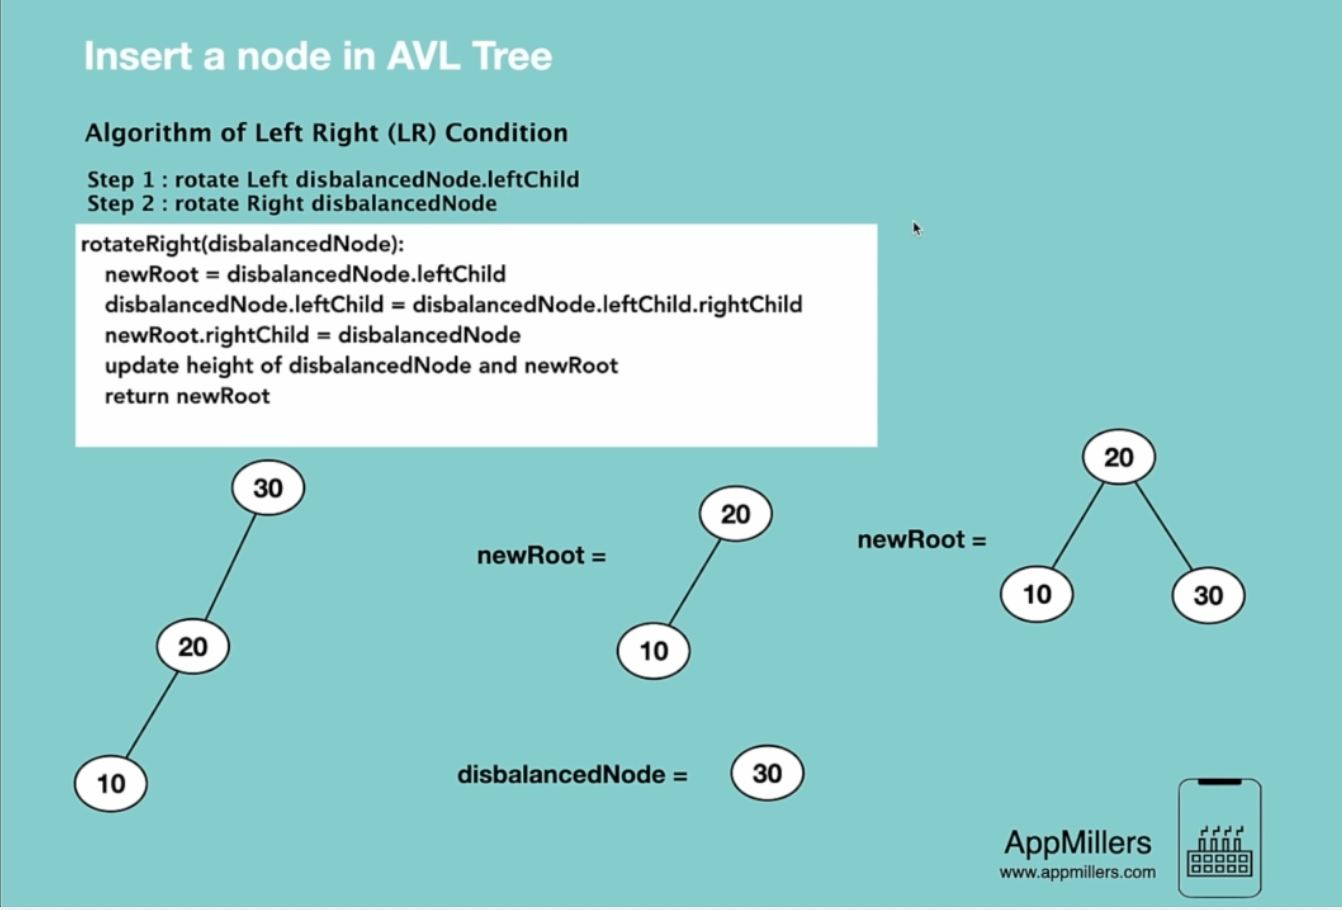 Insert a node in AVL Tree
Algorithm of Left Right (LR) Condition
Step 1 : rotate Left disbalancedNode.leftChild
Step 2 : rotate Right disbalancedNode
rotateRight(disbalancedNode):
newRoot = disbalancedNode.leftChild
disbalancedNode.leftChild = disbalancedNode.leftChild.rightChild
newRoot.rightChild = disbalancedNode
update height of disbalancedNode and newRoot
return newRoot
30
20
10
newRoot =
20
10
disbalancedNode =
30
newRoot =
20
10
30
AppMillers
www.appmillers.com